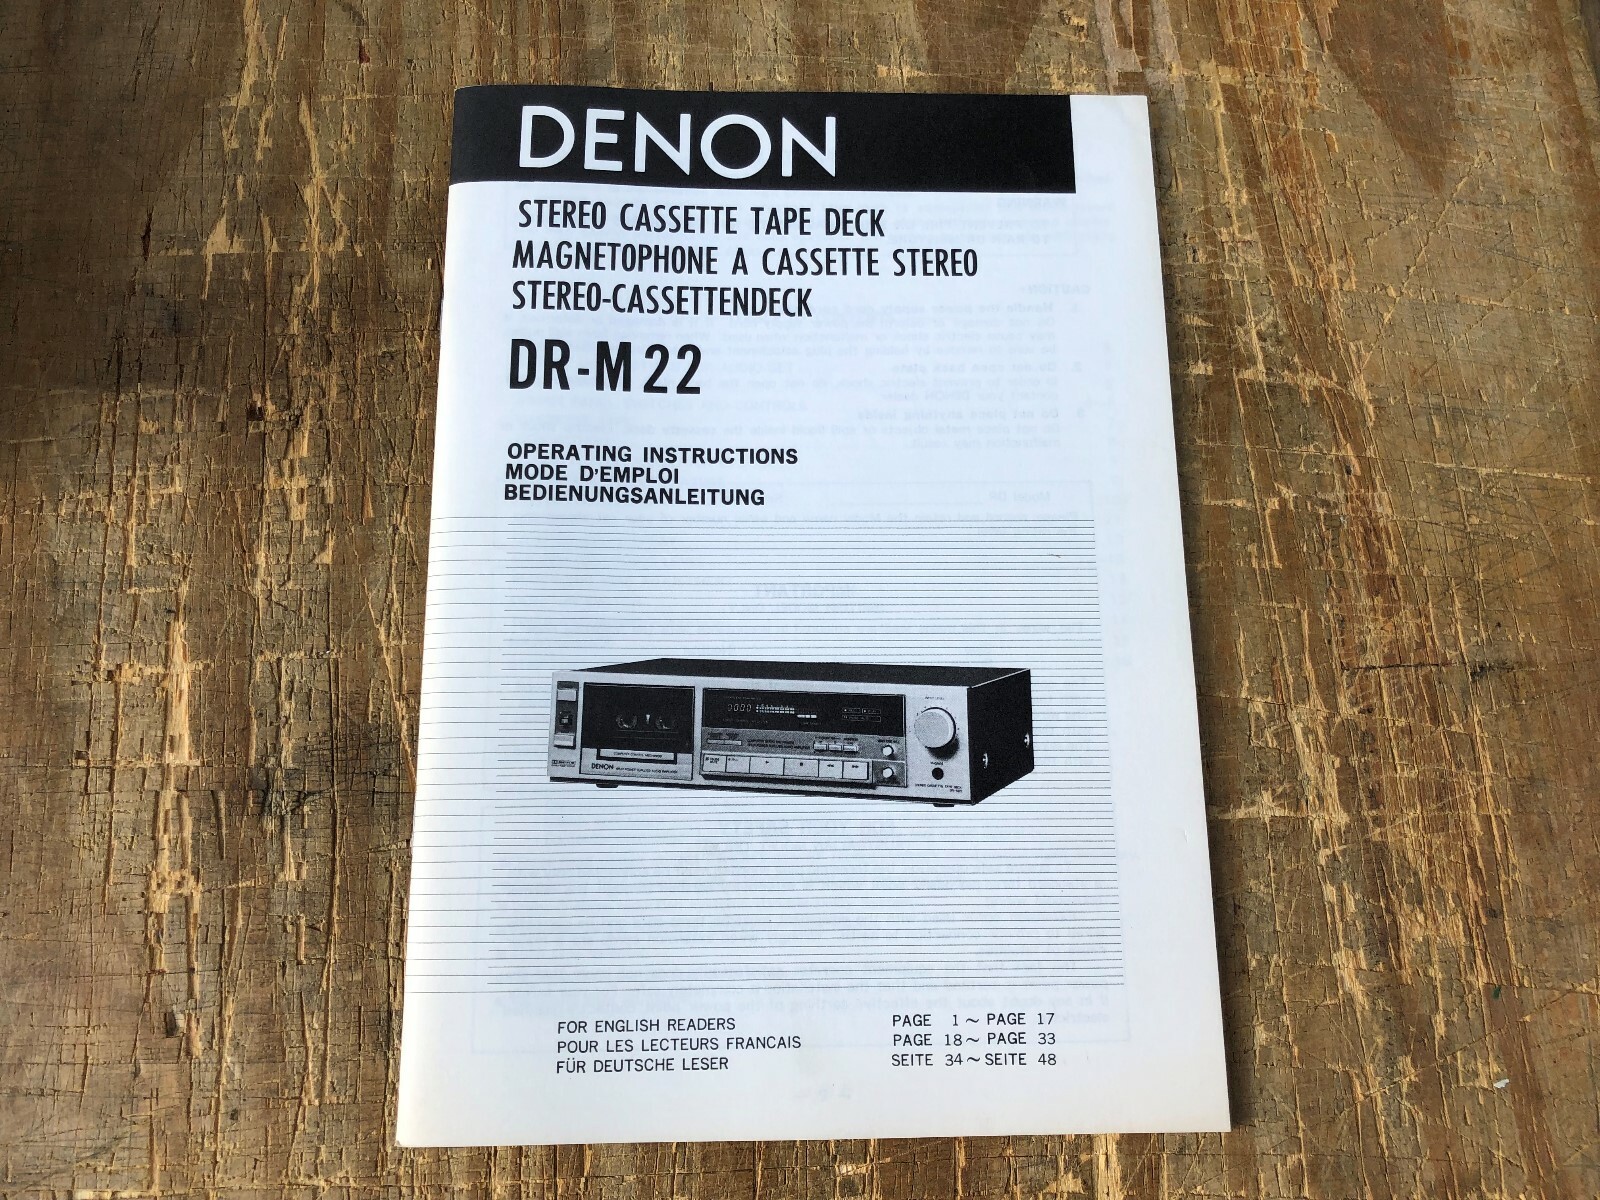 DENON
STEREO CASSETTE TAPE DECK
MAGNETOPHONE A CASSETTE STEREO
STEREO-CASSETTENDECK
DR-M22
OPERATING INSTRUCTIONS
MODE D'EMPLOI
BEDIENUNGSANLEITUNG
DENON
FOR ENGLISH READERS PAGE 1 ~ PAGE 17
POUR LES LECTEURS FRANCAIS PAGE 18 ~ PAGE 33
FÜR DEUTSCHE LESER SEITE 34 ~ SEITE 48